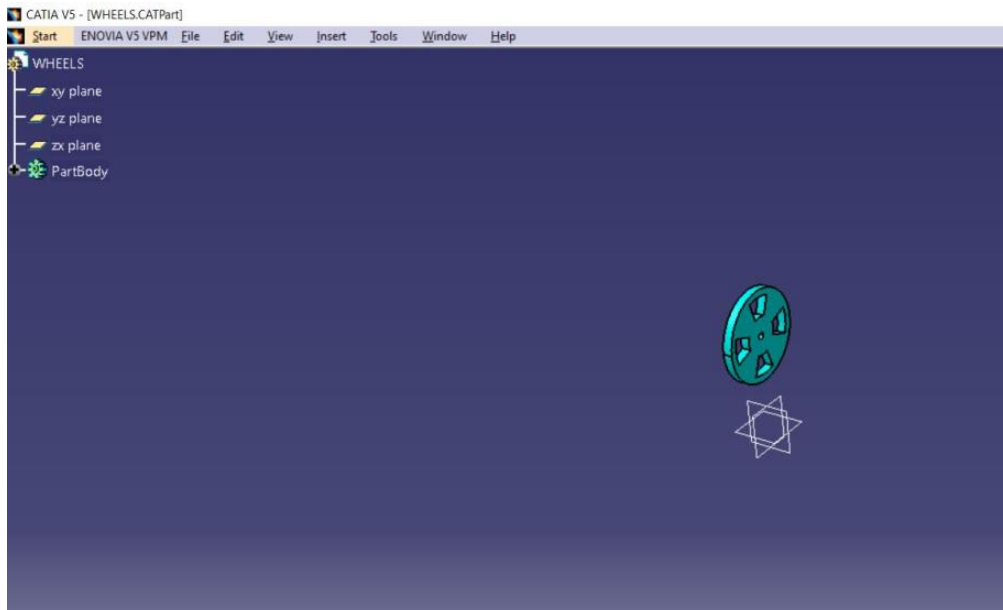 CATIA V5 - [WHEELS.CATPart]
Start ENOVIA V5 VPM File Edit View Insert Tools Window Help
WHEELS
xy plane
yz plane
zx plane
PartBody